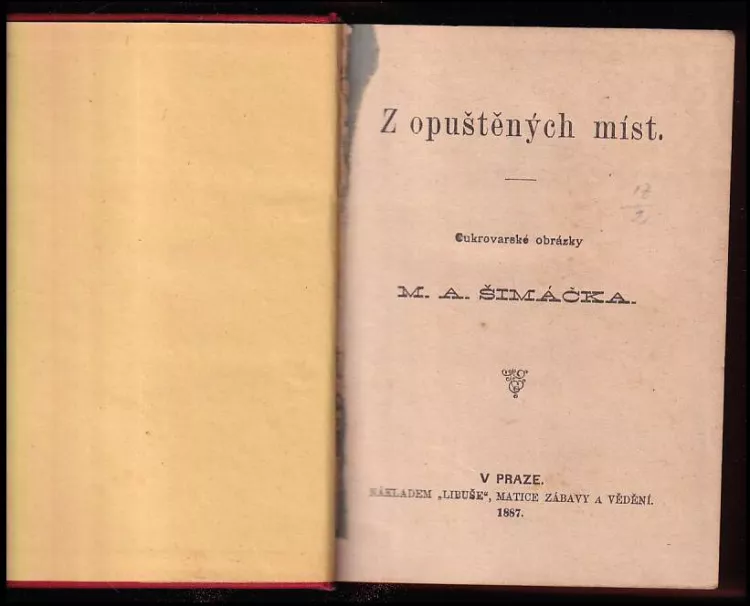 Z opuštěných míst.
Cukrovarské obrázky
M. A. ŠIMÁČKA.
V PRAZE.
NÁKLADEM „LIBUŠE“, MATICE ZÁBAVY A VĚDĚNÍ.
1887.